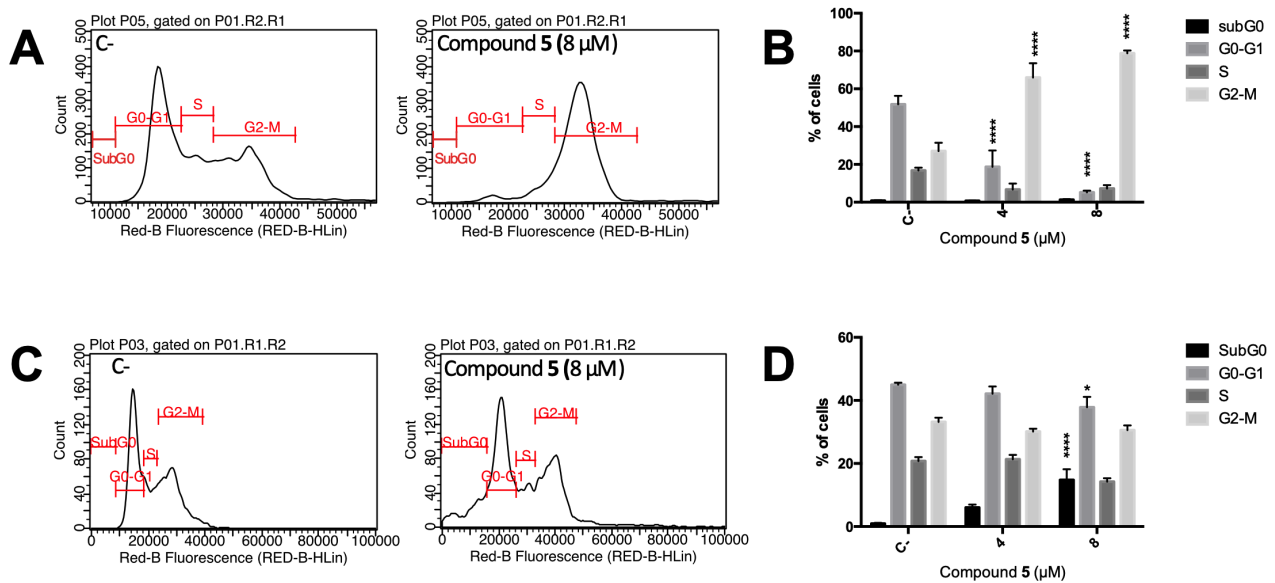 A
Plot P05, gated on P01.R2.R1
C-
Count
0 100 200 300 400 500
SubG0
G0-G1
S
G2-M
10000 20000 30000 40000 50000
Red-B Fluorescence (RED-B-HLin)
Plot P05, gated on P01.R2.R1
Compound 5 (8 µM)
Count
0 100 200 300 400 500
SubG0
G0-G1
S
G2-M
10000 20000 30000 40000 50000
Red-B Fluorescence (RED-B-HLin)
B
% of cells
100
80
60
40
20
0
****
****
****
****
C- 4 8
Compound 5 (µM)
subG0
G0-G1
S
G2-M
C
Plot P03, gated on P01.R1.R2
C-
Count
0 40 80 120 160 200
SubG0
G0-G1
S
G2-M
0 20000 40000 60000 80000 100000
Red-B Fluorescence (RED-B-HLin)
Plot P03, gated on P01.R1.R2
Compound 5 (8 µM)
Count
0 40 80 120 160 200
SubG0
G0-G1
S
G2-M
0 20000 40000 60000 80000 100000
Red-B Fluorescence (RED-B-HLin)
D
% of cells
60
40
20
0
****
*
C- 4 8
Compound 5 (µM)
SubG0
G0-G1
S
G2-M